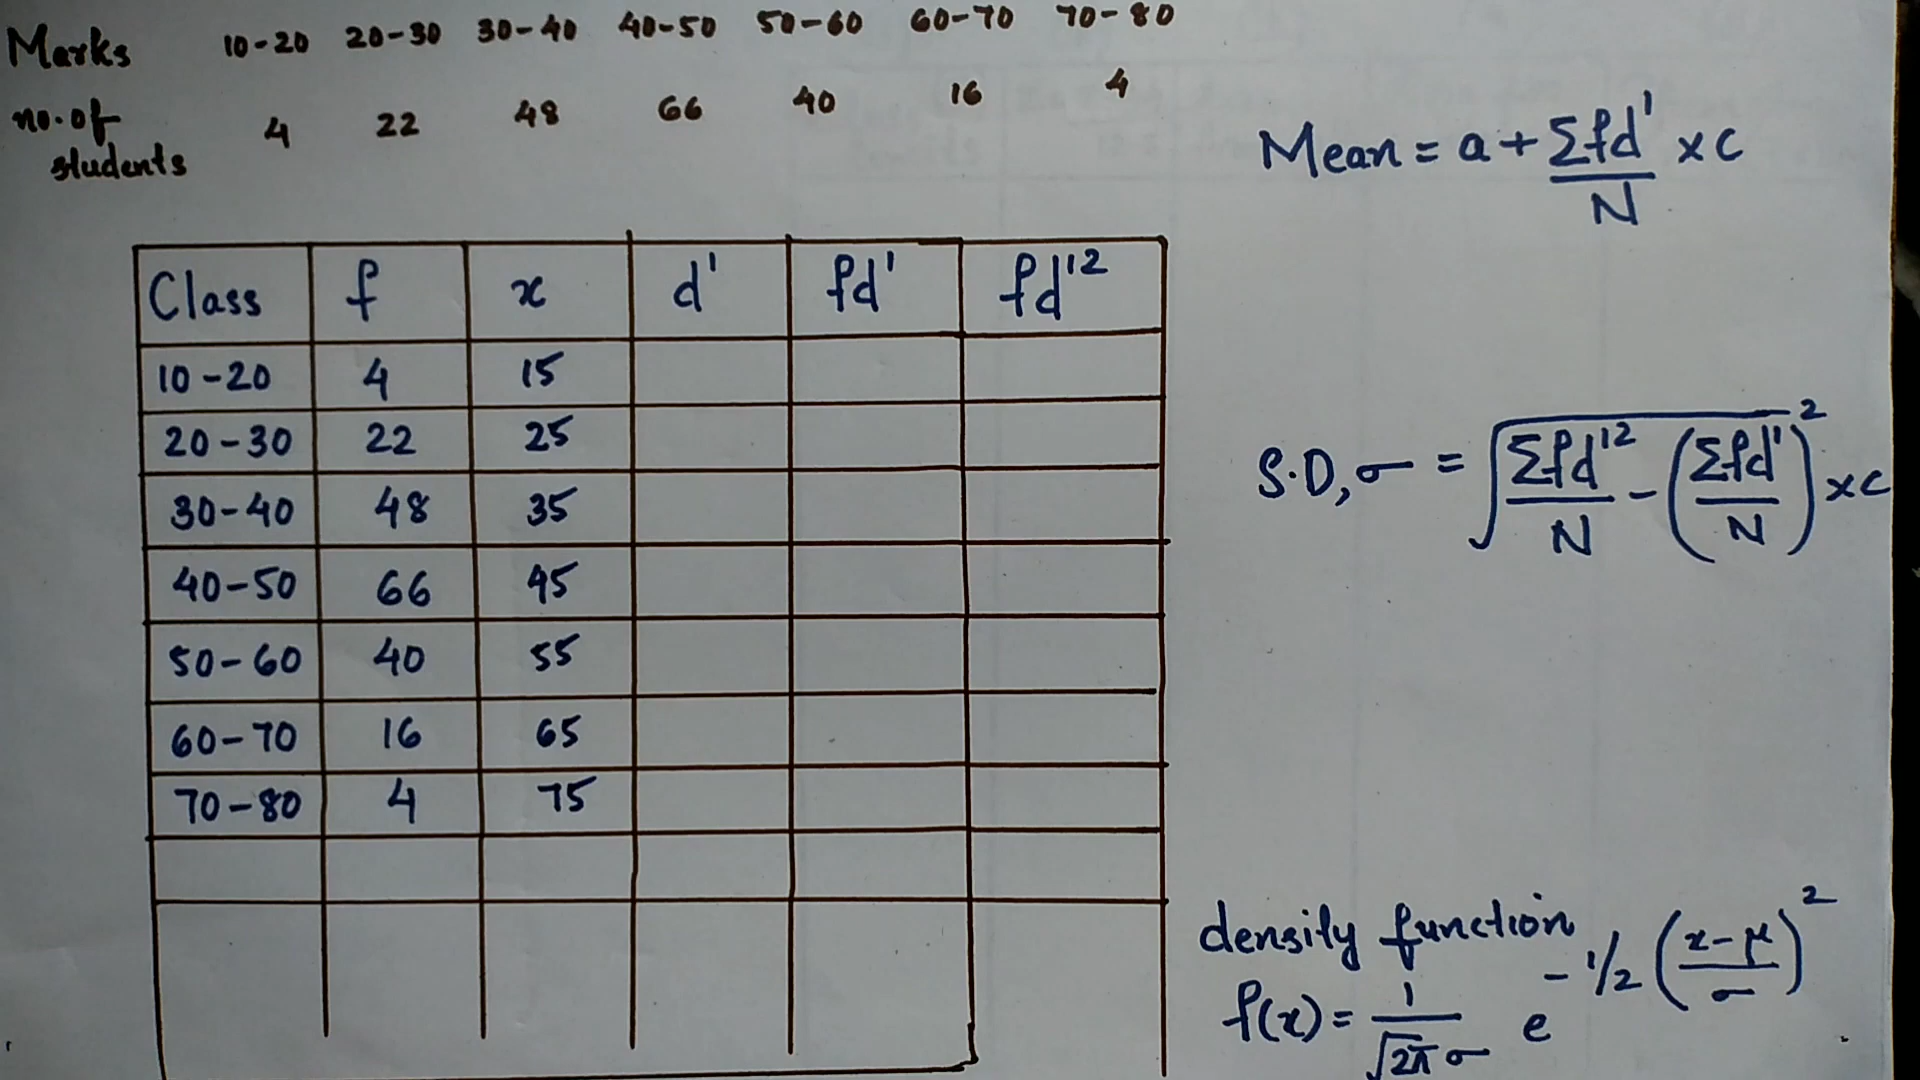 Marks 10-20 20-30 30-40 40-50 50-60 60-70 70-80
no. of students 4 22 48 66 40 16 4
Mean = a + Σfd' / N × c
Class f x d' fd' fd'²
10-20 4 15
20-30 22 25
30-40 48 35
40-50 66 45
50-60 40 55
60-70 16 65
70-80 4 75
S.D, σ = √(Σfd'² / N - (Σfd' / N)²) × c
density function
f(x) = 1 / √2π σ e^-1/2 (x-μ / σ)²